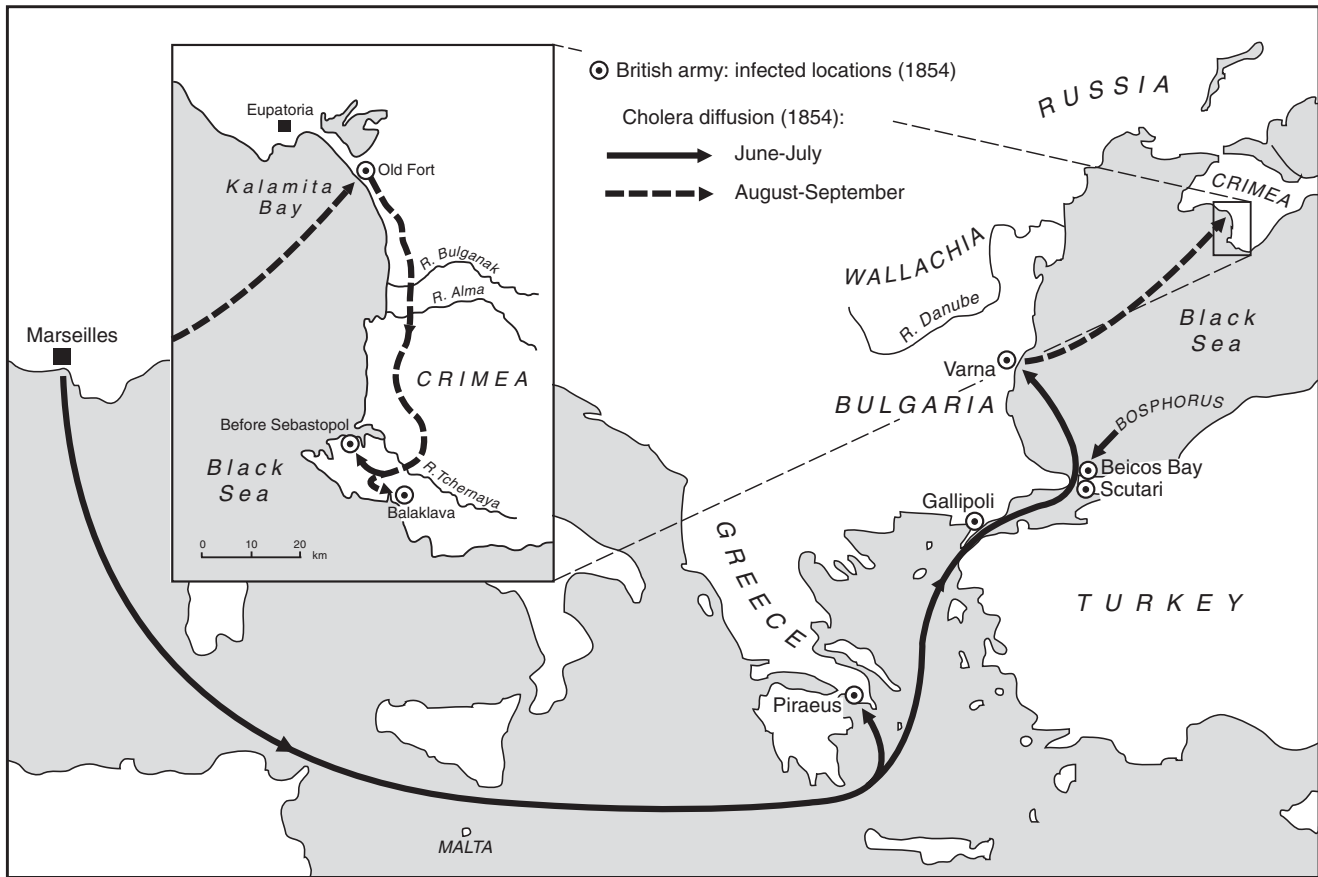 British army: infected locations (1854)
Cholera diffusion (1854):
June-July
August-September
Eupatoria
Old Fort
Kalamita
Bay
R. Bulganak
R. Alma
CRIMEA
Before Sebastopol
Black
Sea
R. Tchernaya
Balaklava
0 10 20
km
RUSSIA
CRIMEA
WALLACHIA
R. Danube
Black
Sea
Marseilles
Varna
BULGARIA
BOSPHORUS
Beicos Bay
Scutari
Gallipoli
GREECE
TURKEY
Piraeus
MALTA